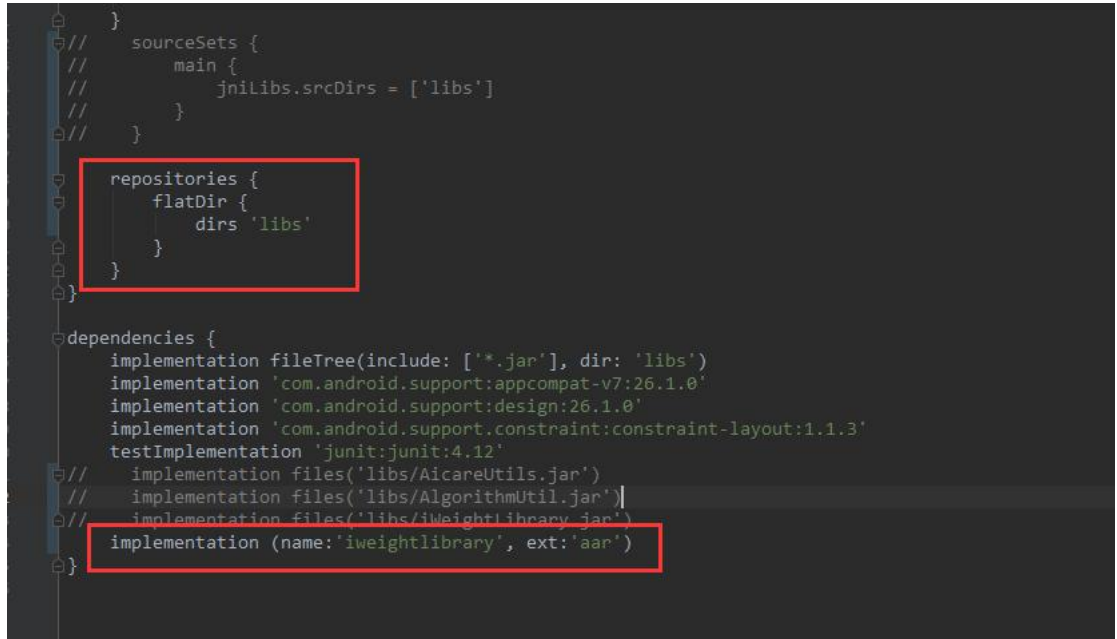 }
// sourceSets {
// main {
// jniLibs.srcDirs = ['libs']
// }
// }
repositories {
flatDir {
dirs 'libs'
}
}
}
dependencies {
implementation fileTree(include: ['*.jar'], dir: 'libs')
implementation 'com.android.support:appcompat-v7:26.1.0'
implementation 'com.android.support:design:26.1.0'
implementation 'com.android.support.constraint:constraint-layout:1.1.3'
testImplementation 'junit:junit:4.12'
// implementation files('libs/AicareUtils.jar')
// implementation files('libs/AlgorithmUtil.jar')
// implementation files('libs/iWeightLibrary.jar')
implementation (name:'iweightlibrary', ext:'aar')
}